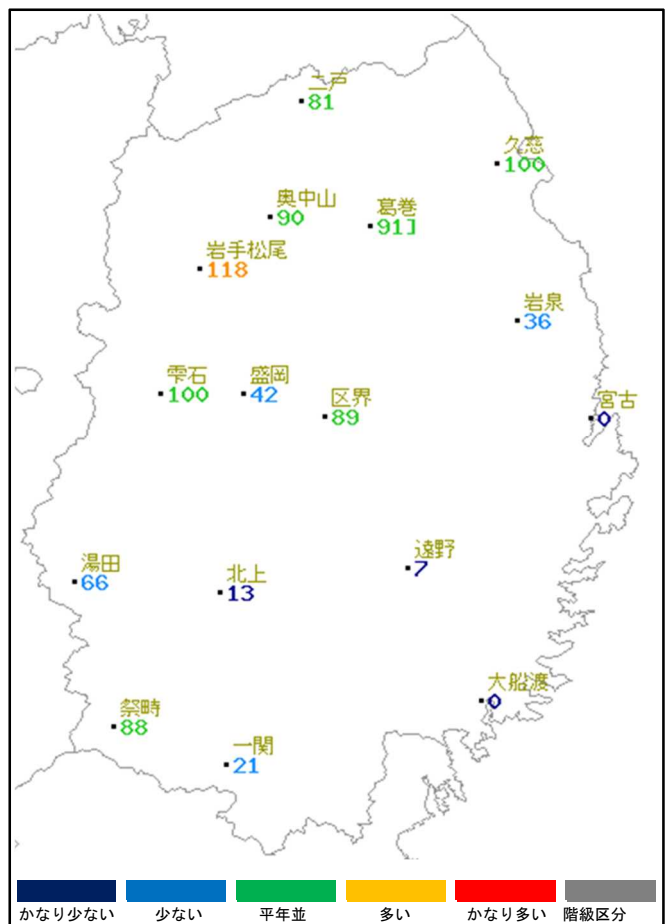 二戸
81
久慈
100
奥中山
90
葛巻
91]
岩手松尾
118
岩泉
36
雫石
100
盛岡
42
区界
89
宮古
0
湯田
66
北上
13
遠野
7
大船渡
0
祭畤
88
一関
21
かなり少ない 少ない 平年並 多い かなり多い 階級区分